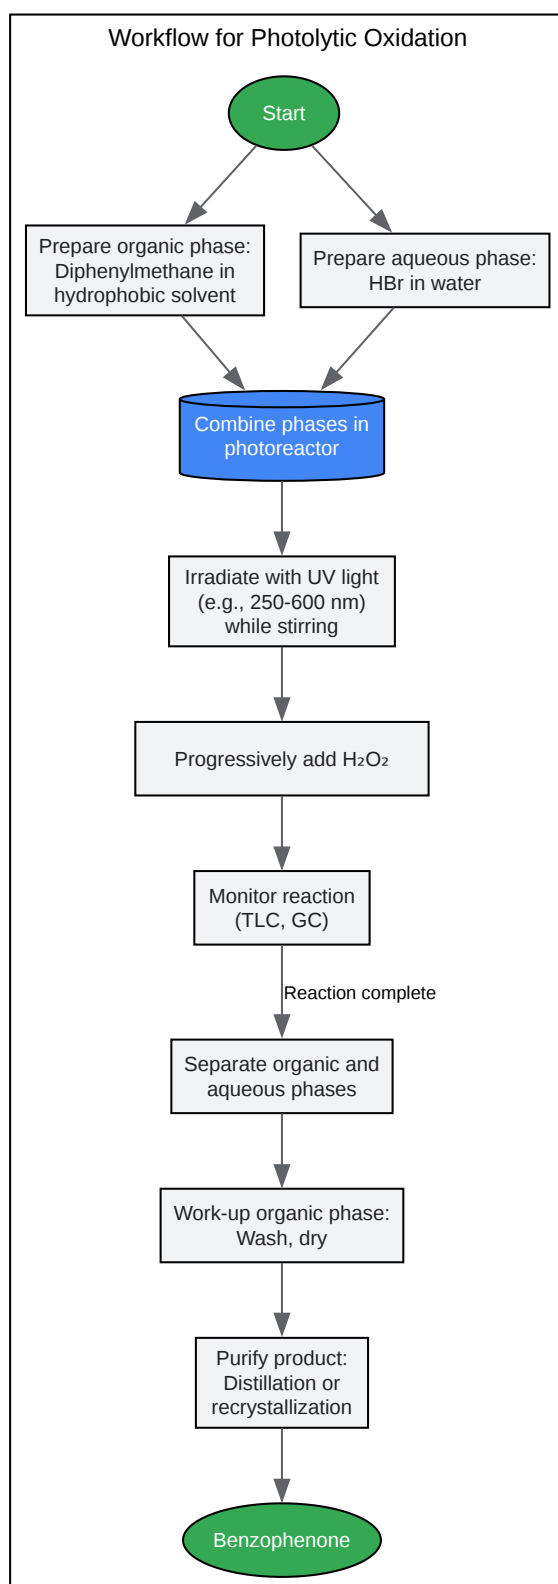 Workflow for Photolytic Oxidation
Start
Prepare organic phase:
Diphenylmethane in
hydrophobic solvent
Prepare aqueous phase:
HBr in water
Combine phases in
photoreactor
Irradiate with UV light
(e.g., 250-600 nm)
while stirring
Progressively add H₂O₂
Monitor reaction
(TLC, GC)
Reaction complete
Separate organic and
aqueous phases
Work-up organic phase:
Wash, dry
Purify product:
Distillation or
recrystallization
Benzophenone